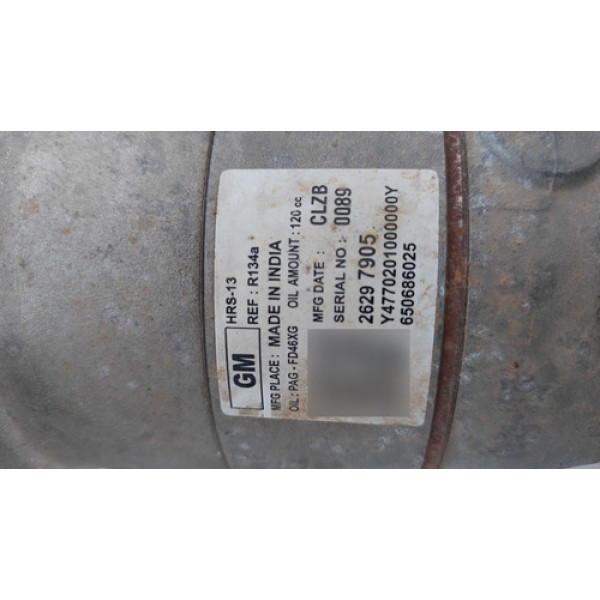 GM
HRS-13
REF : R134a
MFG PLACE : MADE IN INDIA
OIL : PAG - FD46XG OIL AMOUNT : 120 cc
MFG DATE : CLZB
SERIAL NO : 0089
2629 7905
Y4770201000000Y
650686025